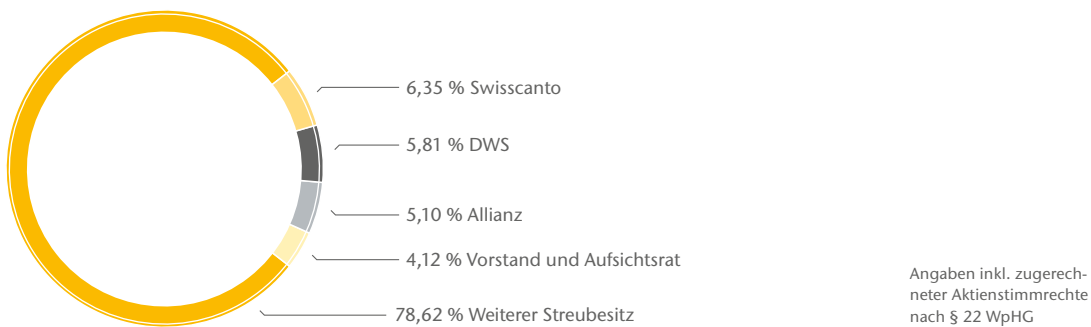 6,35 % Swisscanto
5,81 % DWS
5,10 % Allianz
4,12 % Vorstand und Aufsichtsrat
78,62 % Weiterer Streubesitz
Angaben inkl. zugerech-
neter Aktienstimmrechte
nach § 22 WpHG